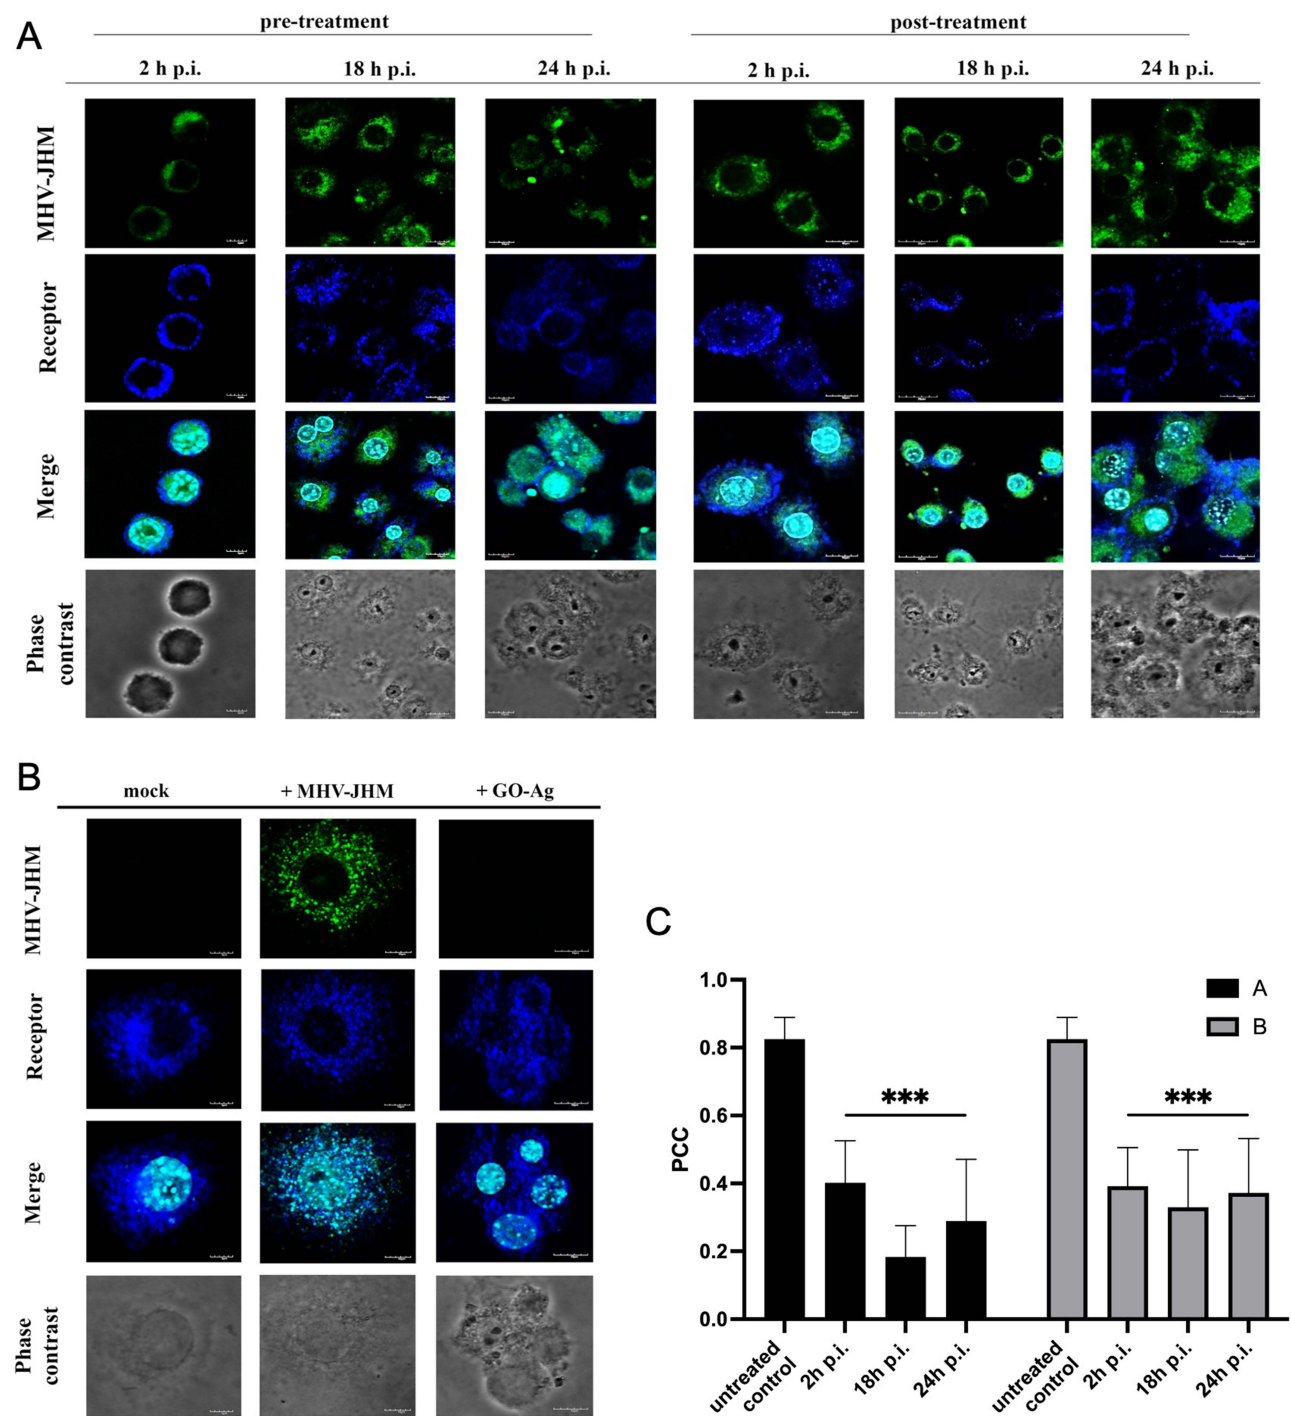 A
pre-treatment
post-treatment
2 h p.i.
18 h p.i.
24 h p.i.
2 h p.i.
18 h p.i.
24 h p.i.
MHV-JHM
Receptor
Merge
Phase
contrast
B
mock
+ MHV-JHM
+ GO-Ag
MHV-JHM
Receptor
Merge
Phase
contrast
C
PCC
1.0
0.8
0.6
0.4
0.2
0.0
A
B
***
***
untreated
control
2h p.i.
18h p.i.
24h p.i.
untreated
control
2h p.i.
18h p.i.
24h p.i.